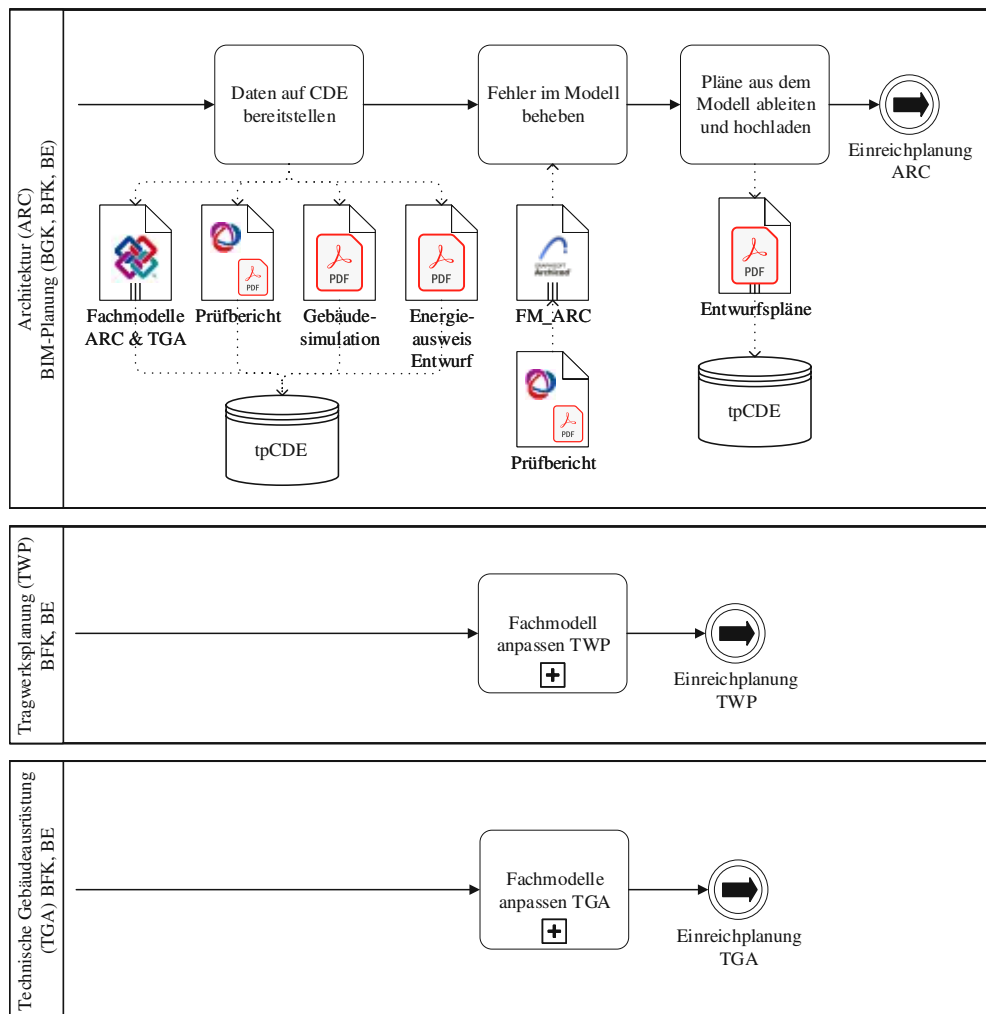 Architektur (ARC)
BIM-Planung (BGK, BFK, BE)
Daten auf CDE
bereitstellen
Fehler im Modell
beheben
Pläne aus dem
Modell ableiten
und hochladen
Einreichplanung
ARC
PDF
PDF
PDF
GRAPHISOFT
Archicad
PDF
Fachmodelle
ARC & TGA
Prüfbericht
Gebäude-
simulation
Energie-
ausweis
Entwurf
FM_ARC
Entwurfspläne
PDF
Prüfbericht
tpCDE
tpCDE
Tragwerksplanung (TWP)
BFK, BE
Fachmodell
anpassen TWP
Einreichplanung
TWP
Technische Gebäudeausrüstung
(TGA) BFK, BE
Fachmodelle
anpassen TGA
Einreichplanung
TGA